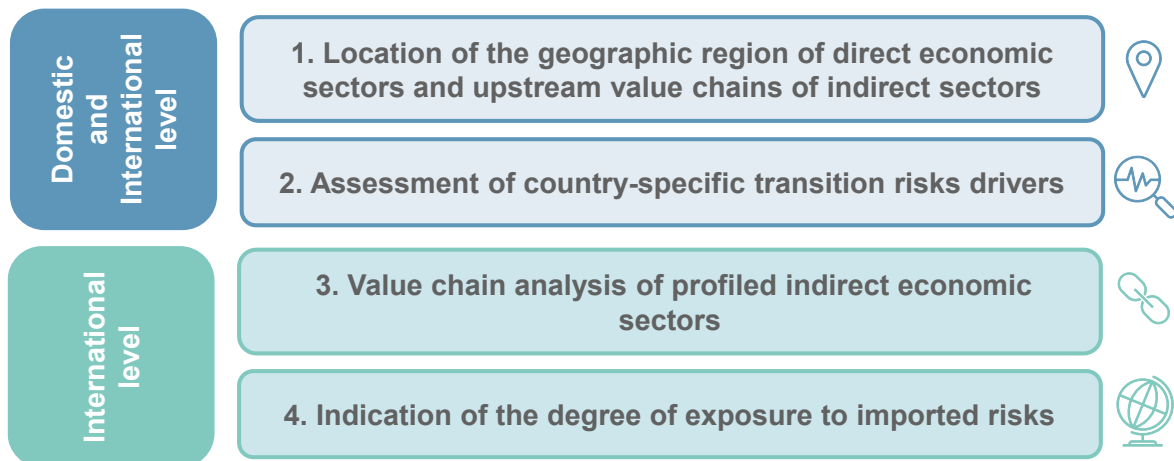 Domestic
and
International
level
1. Location of the geographic region of direct economic
sectors and upstream value chains of indirect sectors
2. Assessment of country-specific transition risks drivers
International
level
3. Value chain analysis of profiled indirect economic
sectors
4. Indication of the degree of exposure to imported risks